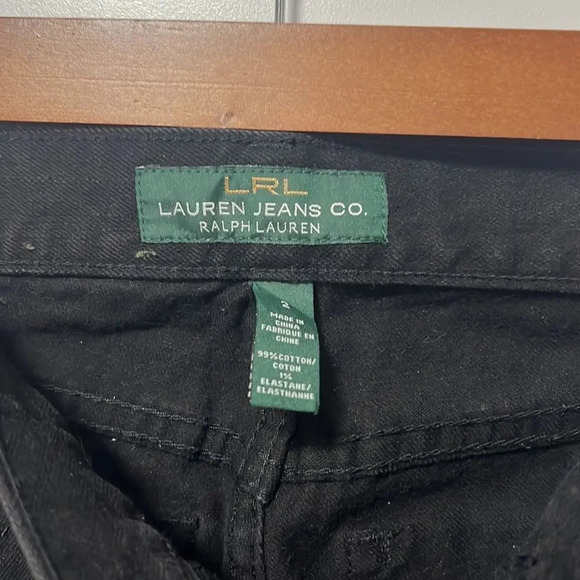 LRL
LAUREN JEANS CO.
RALPH LAUREN
2
MADE IN
CHINA
FABRIQUE EN
CHINE
99% COTTON/
COTON
1%
ELASTANE/
ELASTHANNE